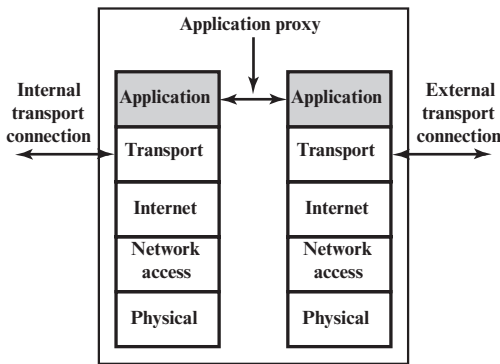 Application proxy
Internal
transport
connection
External
transport
connection
Application
Application
Transport
Transport
Internet
Internet
Network
access
Network
access
Physical
Physical